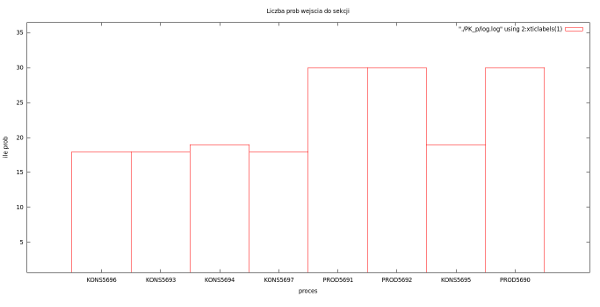 Liczba prob wejscia do sekcji
"./PK_p/log.log" using 2:xticlabels(1)
35
30
25
20
15
10
5
Ile prob
KONS5696 KONS5693 KONS5694 KONS5697 PROD5691 PROD5692 KONS5695 PROD5690
proces